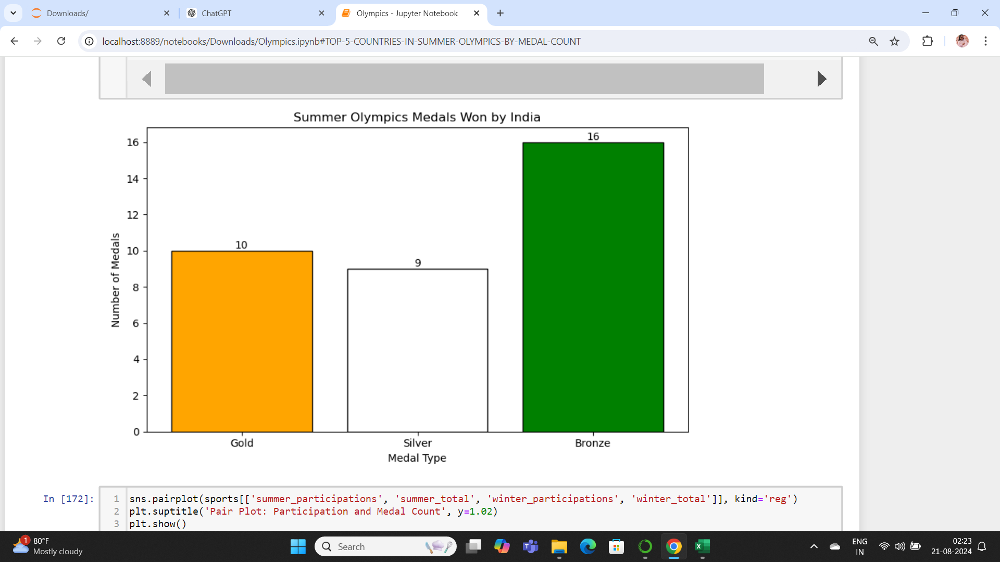 Downloads/
ChatGPT
Olympics - Jupyter Notebook
localhost:8889/notebooks/Downloads/Olympics.ipynb#TOP-5-COUNTRIES-IN-SUMMER-OLYMPICS-BY-MEDAL-COUNT
Summer Olympics Medals Won by India
Number of Medals
16
14
12
10
8
6
4
2
0
10
9
16
Gold
Silver
Bronze
Medal Type
In [172]:
1 sns.pairplot(sports[['summer_participations', 'summer_total', 'winter_participations', 'winter_total']], kind='reg')
2 plt.suptitle('Pair Plot: Participation and Medal Count', y=1.02)
3 plt.show()
1
80°F
Mostly cloudy
Search
ENG
IN
02:23
21-08-2024